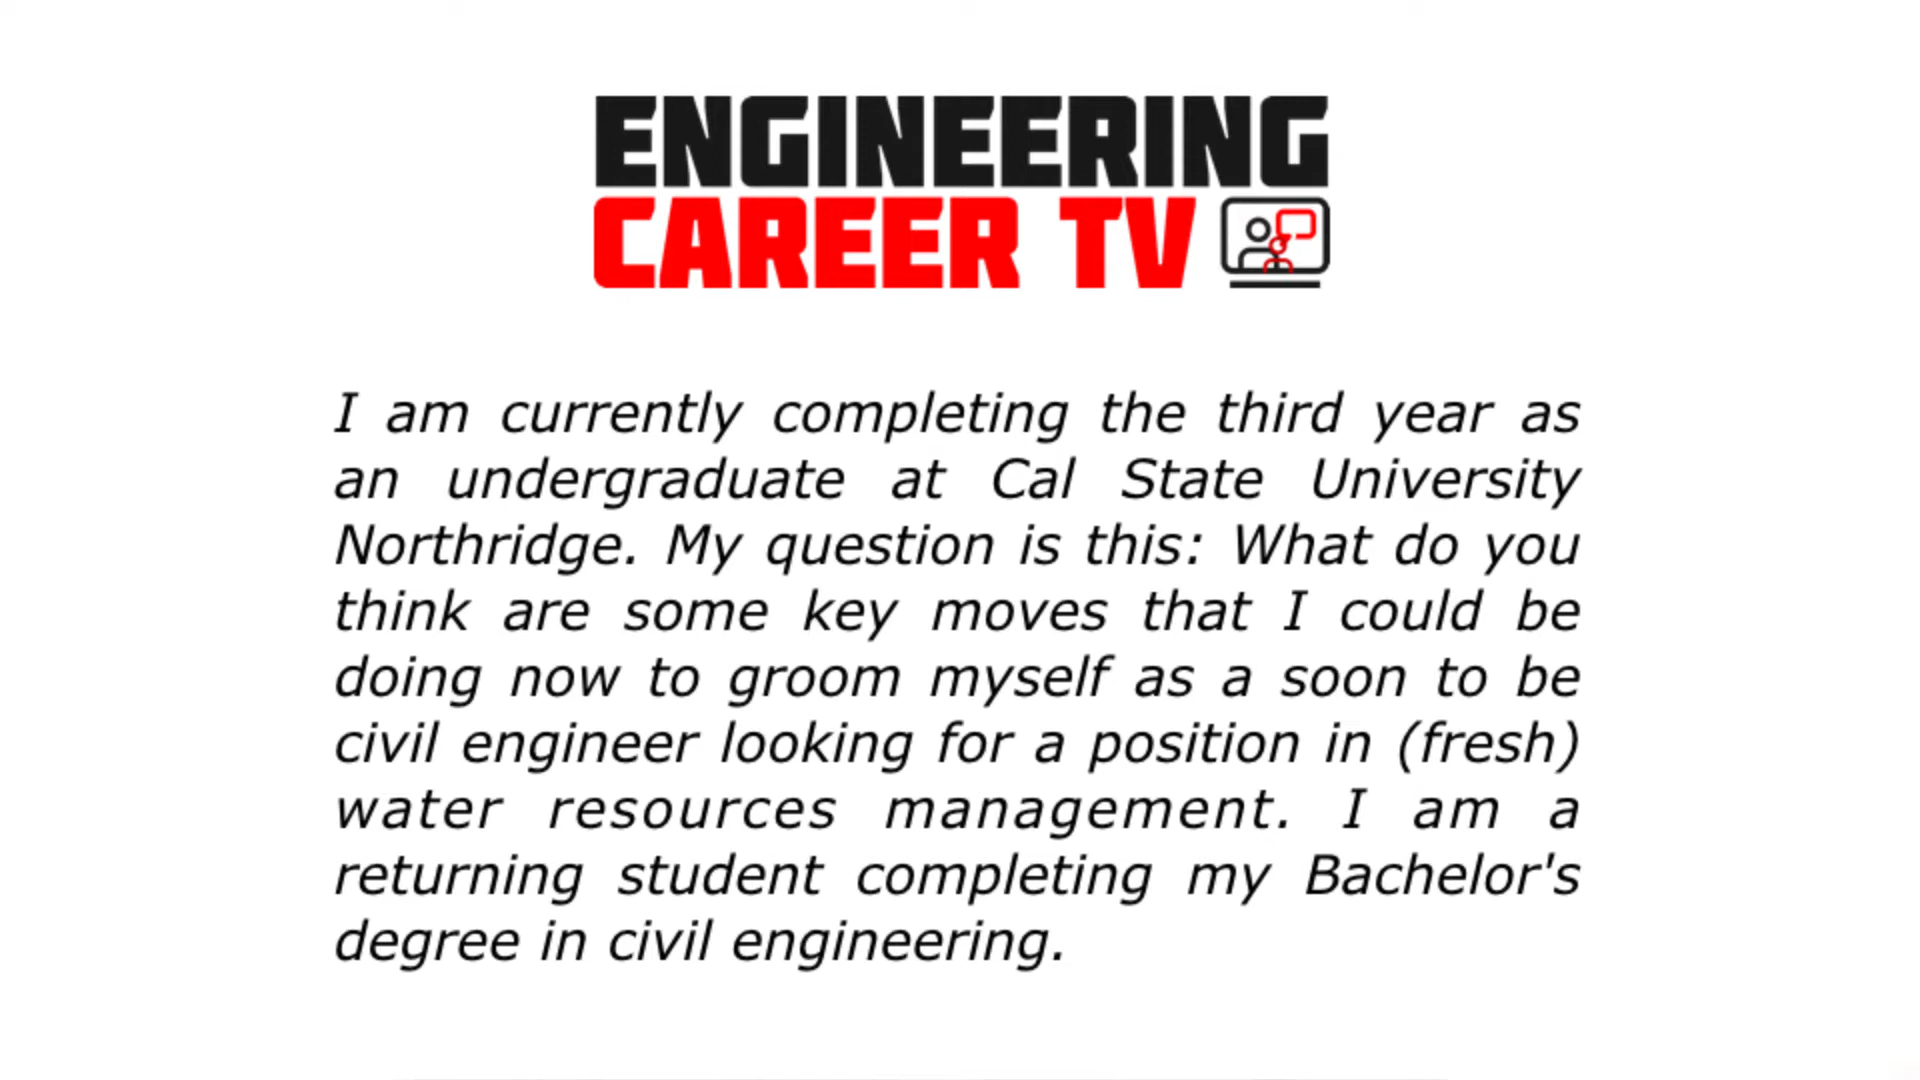 ENGINEERING
CAREER TV
I am currently completing the third year as
an undergraduate at Cal State University
Northridge. My question is this: What do you
think are some key moves that I could be
doing now to groom myself as a soon to be
civil engineer looking for a position in (fresh)
water resources management. I am a
returning student completing my Bachelor's
degree in civil engineering.